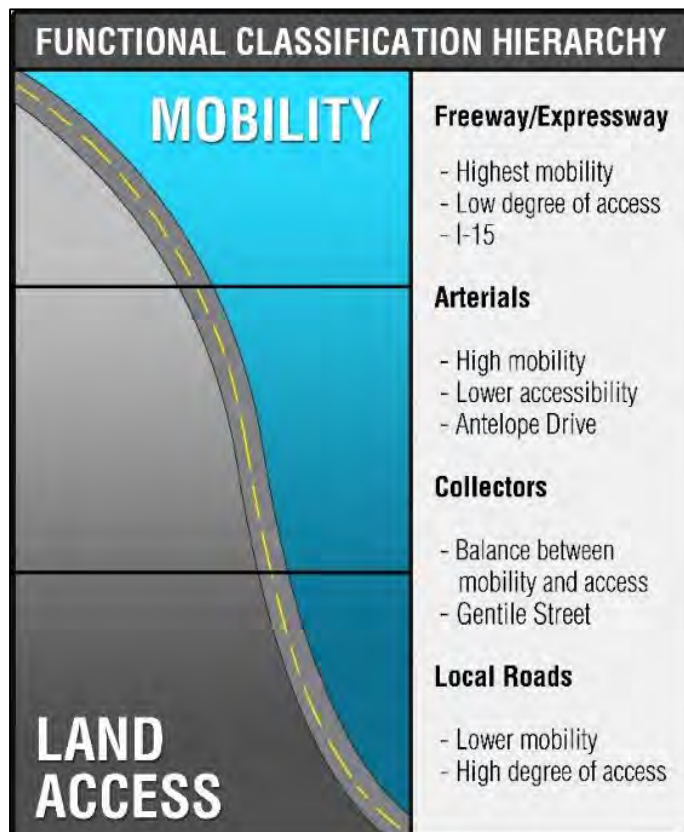 FUNCTIONAL CLASSIFICATION HIERARCHY
MOBILITY
LAND
ACCESS
Freeway/Expressway
- Highest mobility
- Low degree of access
- I-15
Arterials
- High mobility
- Lower accessibility
- Antelope Drive
Collectors
- Balance between
mobility and access
- Gentile Street
Local Roads
- Lower mobility
- High degree of access